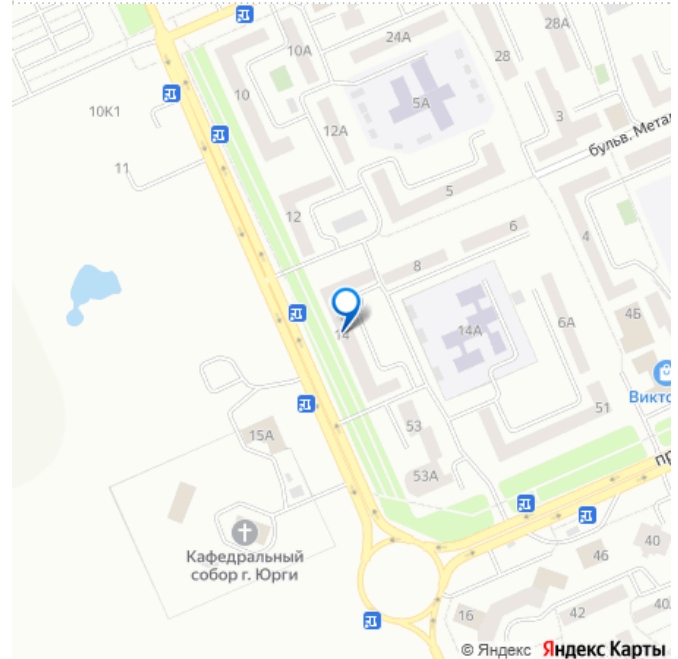 28А
24А
10А
28
10
5А
3
10К1
12А
бульв. Метал
11
5
12
6
4
8
14
14А
6А
4Б
Викто
51
53
15А
53А
пр
Кафедральный
собор г. Юрги
40
46
16
42
40
© Яндекс Яндекс Карты